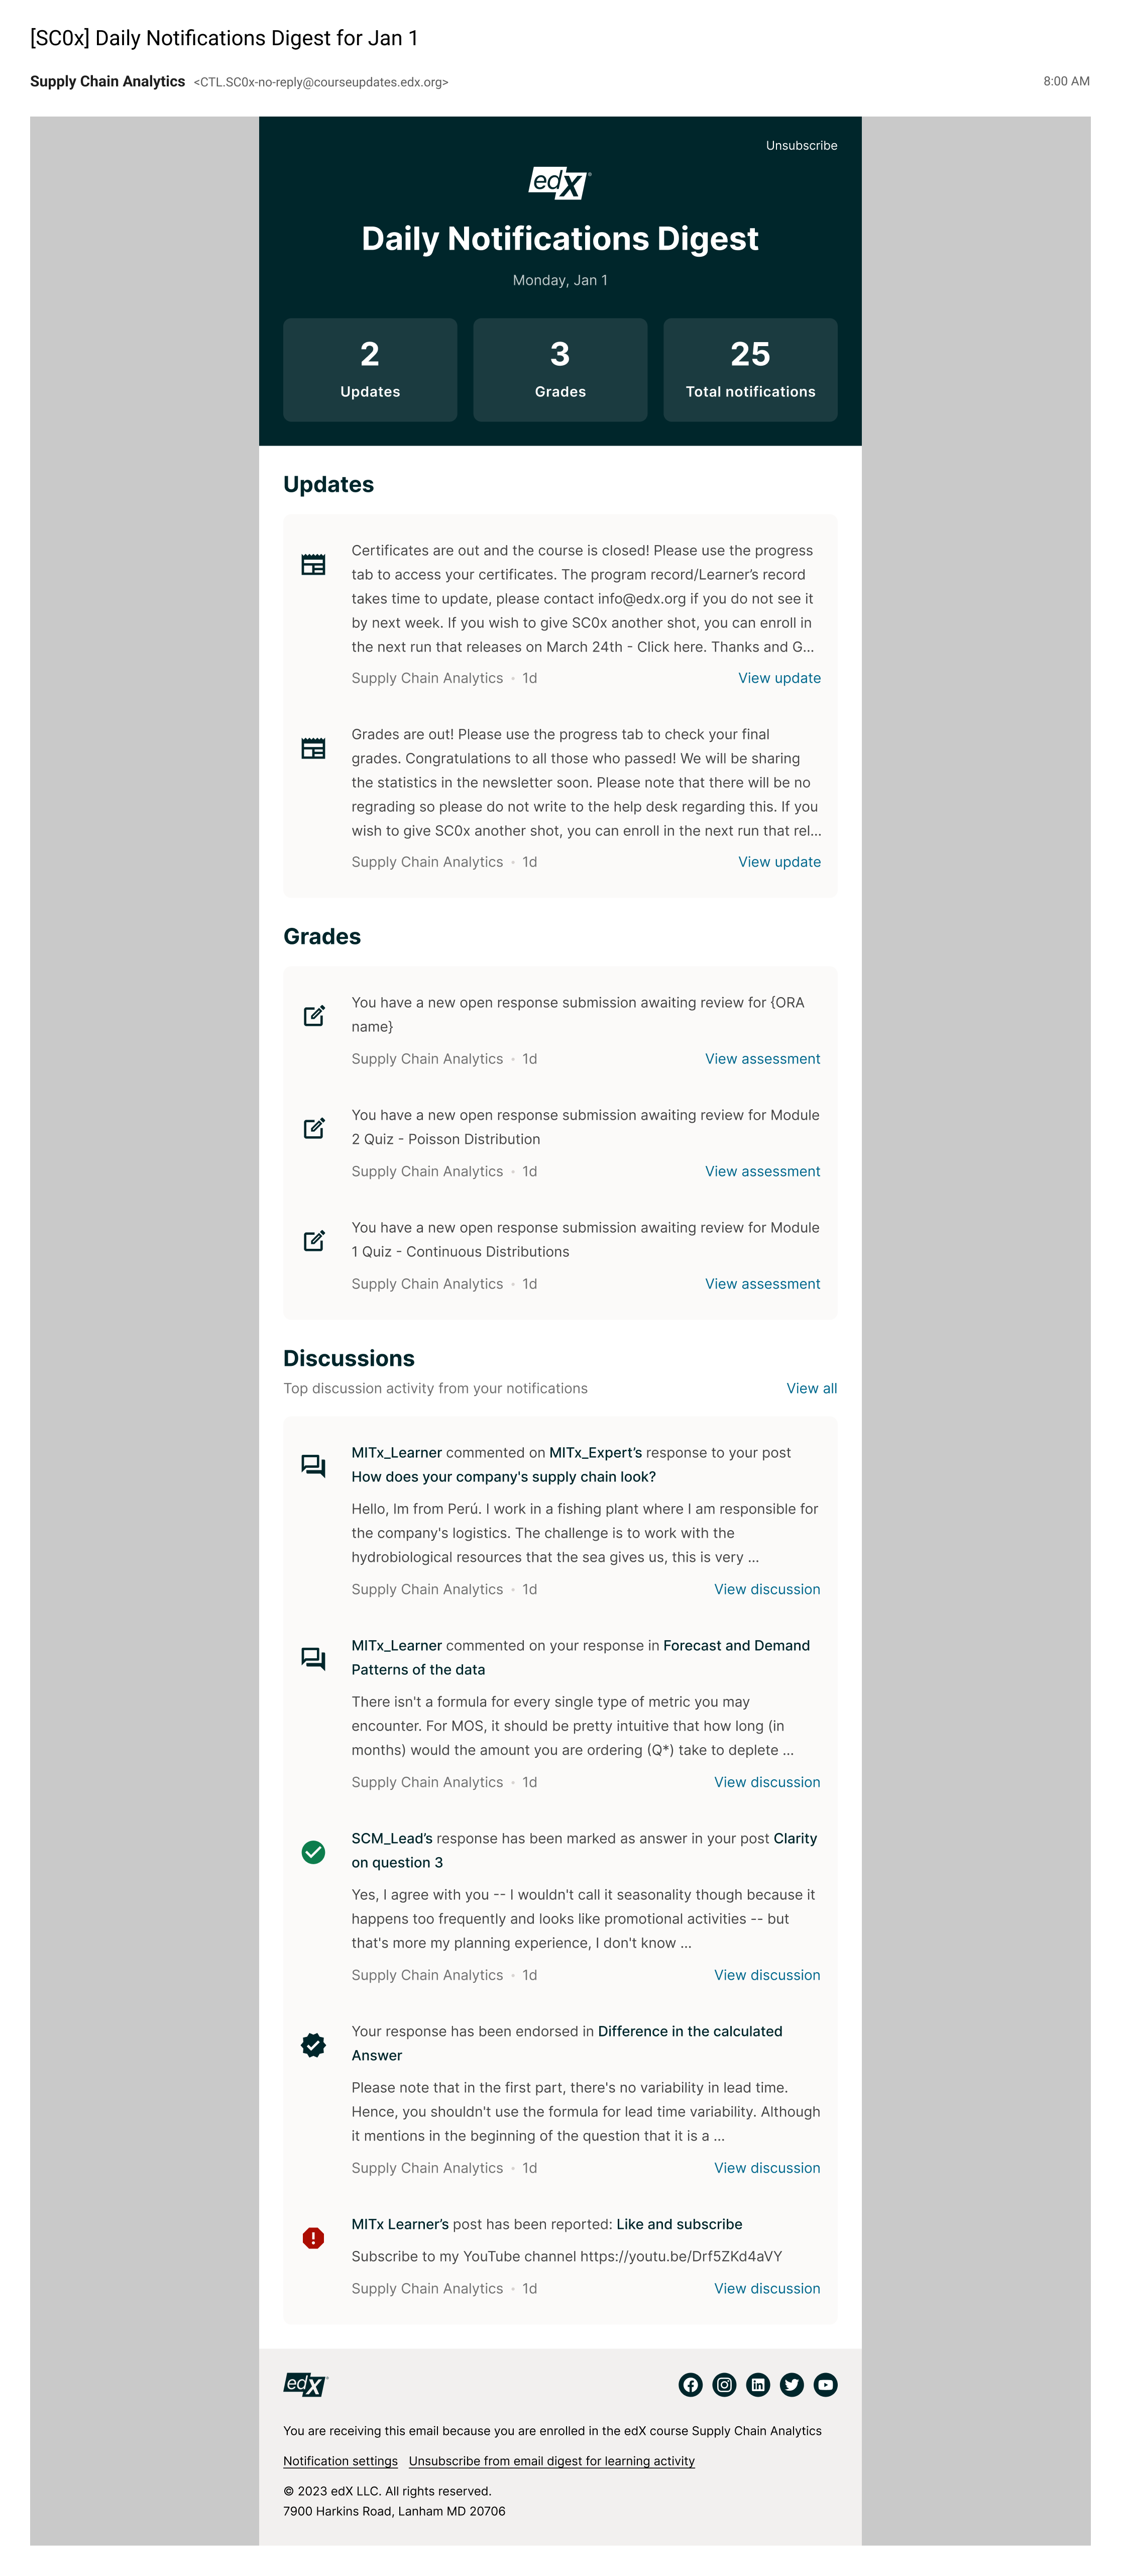 [SC0x] Daily Notifications Digest for Jan 1
Supply Chain Analytics <CTL.SC0x-no-reply@courseupdates.edx.org> 8:00 AM
Unsubscribe
edX
Daily Notifications Digest
Monday, Jan 1
2 3 25
Updates Grades Total notifications
Updates
Certificates are out and the course is closed! Please use the progress
tab to access your certificates. The program record/Learner’s record
takes time to update, please contact info@edx.org if you do not see it
by next week. If you wish to give SC0x another shot, you can enroll in
the next run that releases on March 24th - Click here. Thanks and G...
Supply Chain Analytics • 1d View update
Grades are out! Please use the progress tab to check your final
grades. Congratulations to all those who passed! We will be sharing
the statistics in the newsletter soon. Please note that there will be no
regrading so please do not write to the help desk regarding this. If you
wish to give SC0x another shot, you can enroll in the next run that rel...
Supply Chain Analytics • 1d View update
Grades
You have a new open response submission awaiting review for {ORA
name}
Supply Chain Analytics • 1d View assessment
You have a new open response submission awaiting review for Module
2 Quiz - Poisson Distribution
Supply Chain Analytics • 1d View assessment
You have a new open response submission awaiting review for Module
1 Quiz - Continuous Distributions
Supply Chain Analytics • 1d View assessment
Discussions
Top discussion activity from your notifications View all
MITx_Learner commented on MITx_Expert’s response to your post
How does your company's supply chain look?
Hello, Im from Perú. I work in a fishing plant where I am responsible for
the company's logistics. The challenge is to work with the
hydrobiological resources that the sea gives us, this is very ...
Supply Chain Analytics • 1d View discussion
MITx_Learner commented on your response in Forecast and Demand
Patterns of the data
There isn't a formula for every single type of metric you may
encounter. For MOS, it should be pretty intuitive that how long (in
months) would the amount you are ordering (Q*) take to deplete ...
Supply Chain Analytics • 1d View discussion
SCM_Lead’s response has been marked as answer in your post Clarity
on question 3
Yes, I agree with you -- I wouldn't call it seasonality though because it
happens too frequently and looks like promotional activities -- but
that's more my planning experience, I don't know ...
Supply Chain Analytics • 1d View discussion
Your response has been endorsed in Difference in the calculated
Answer
Please note that in the first part, there's no variability in lead time.
Hence, you shouldn't use the formula for lead time variability. Although
it mentions in the beginning of the question that it is a ...
Supply Chain Analytics • 1d View discussion
MITx Learner’s post has been reported: Like and subscribe
Subscribe to my YouTube channel https://youtu.be/Drf5ZKd4aVY
Supply Chain Analytics • 1d View discussion
edX
You are receiving this email because you are enrolled in the edX course Supply Chain Analytics
Notification settings Unsubscribe from email digest for learning activity
© 2023 edX LLC. All rights reserved.
7900 Harkins Road, Lanham MD 20706